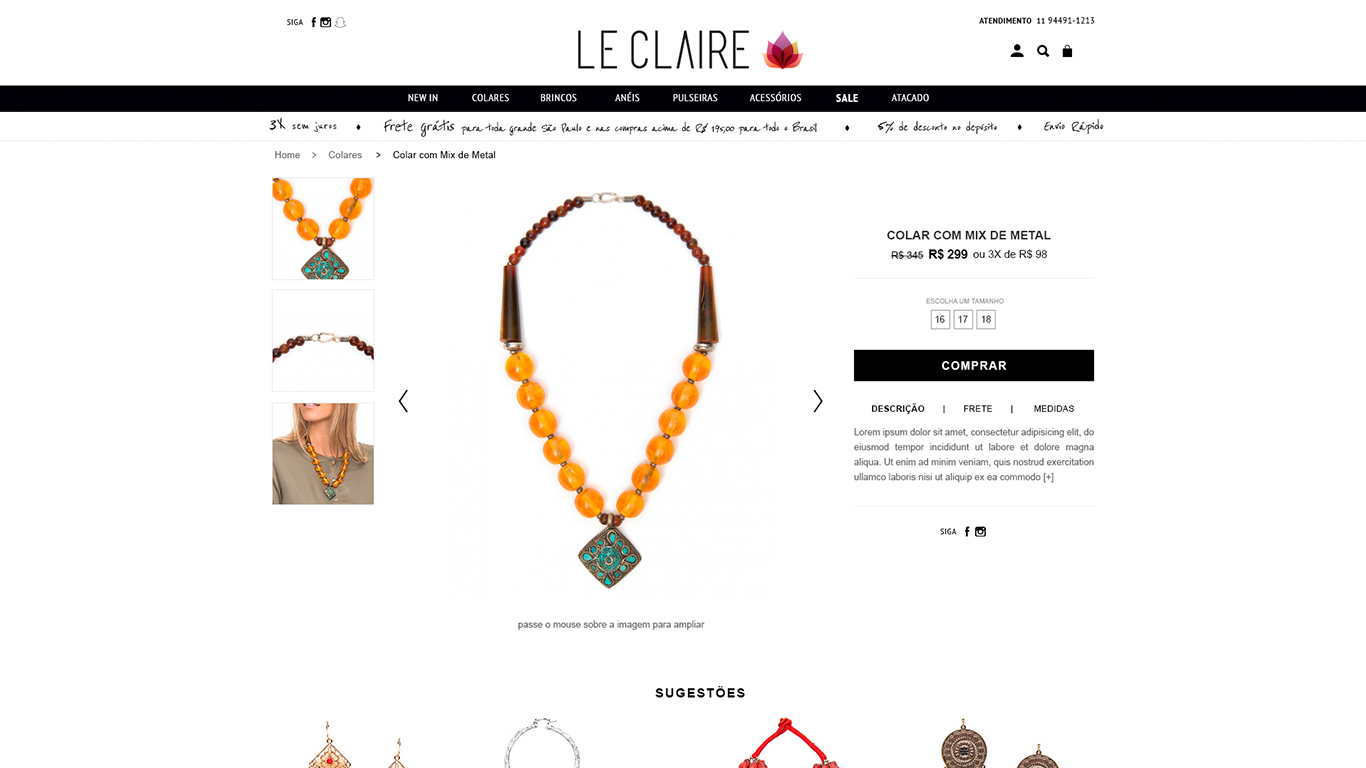 SIGA
ATENDIMENTO 11 94491-1213
LE CLAIRE
NEW IN COLARES BRINCOS ANÉIS PULSEIRAS ACESSÓRIOS SALE ATACADO
3X sem juros ♦ Frete grátis para toda grande São Paulo e nas compras acima de R$ 195,00 para todo o Brasil ♦ 5% de desconto no depósito ♦ Envio Rápido
Home > Colares > Colar com Mix de Metal
COLAR COM MIX DE METAL
R$ 345 R$ 299 ou 3X de R$ 98
ESCOLHA UM TAMANHO
16 17 18
COMPRAR
DESCRIÇÃO | FRETE | MEDIDAS
Lorem ipsum dolor sit amet, consectetur adipisicing elit, do
eiusmod tempor incididunt ut labore et dolore magna
aliqua. Ut enim ad minim veniam, quis nostrud exercitation
ullamco laboris nisi ut aliquip ex ea commodo [+]
SIGA
passe o mouse sobre a imagem para ampliar
SUGESTÕES